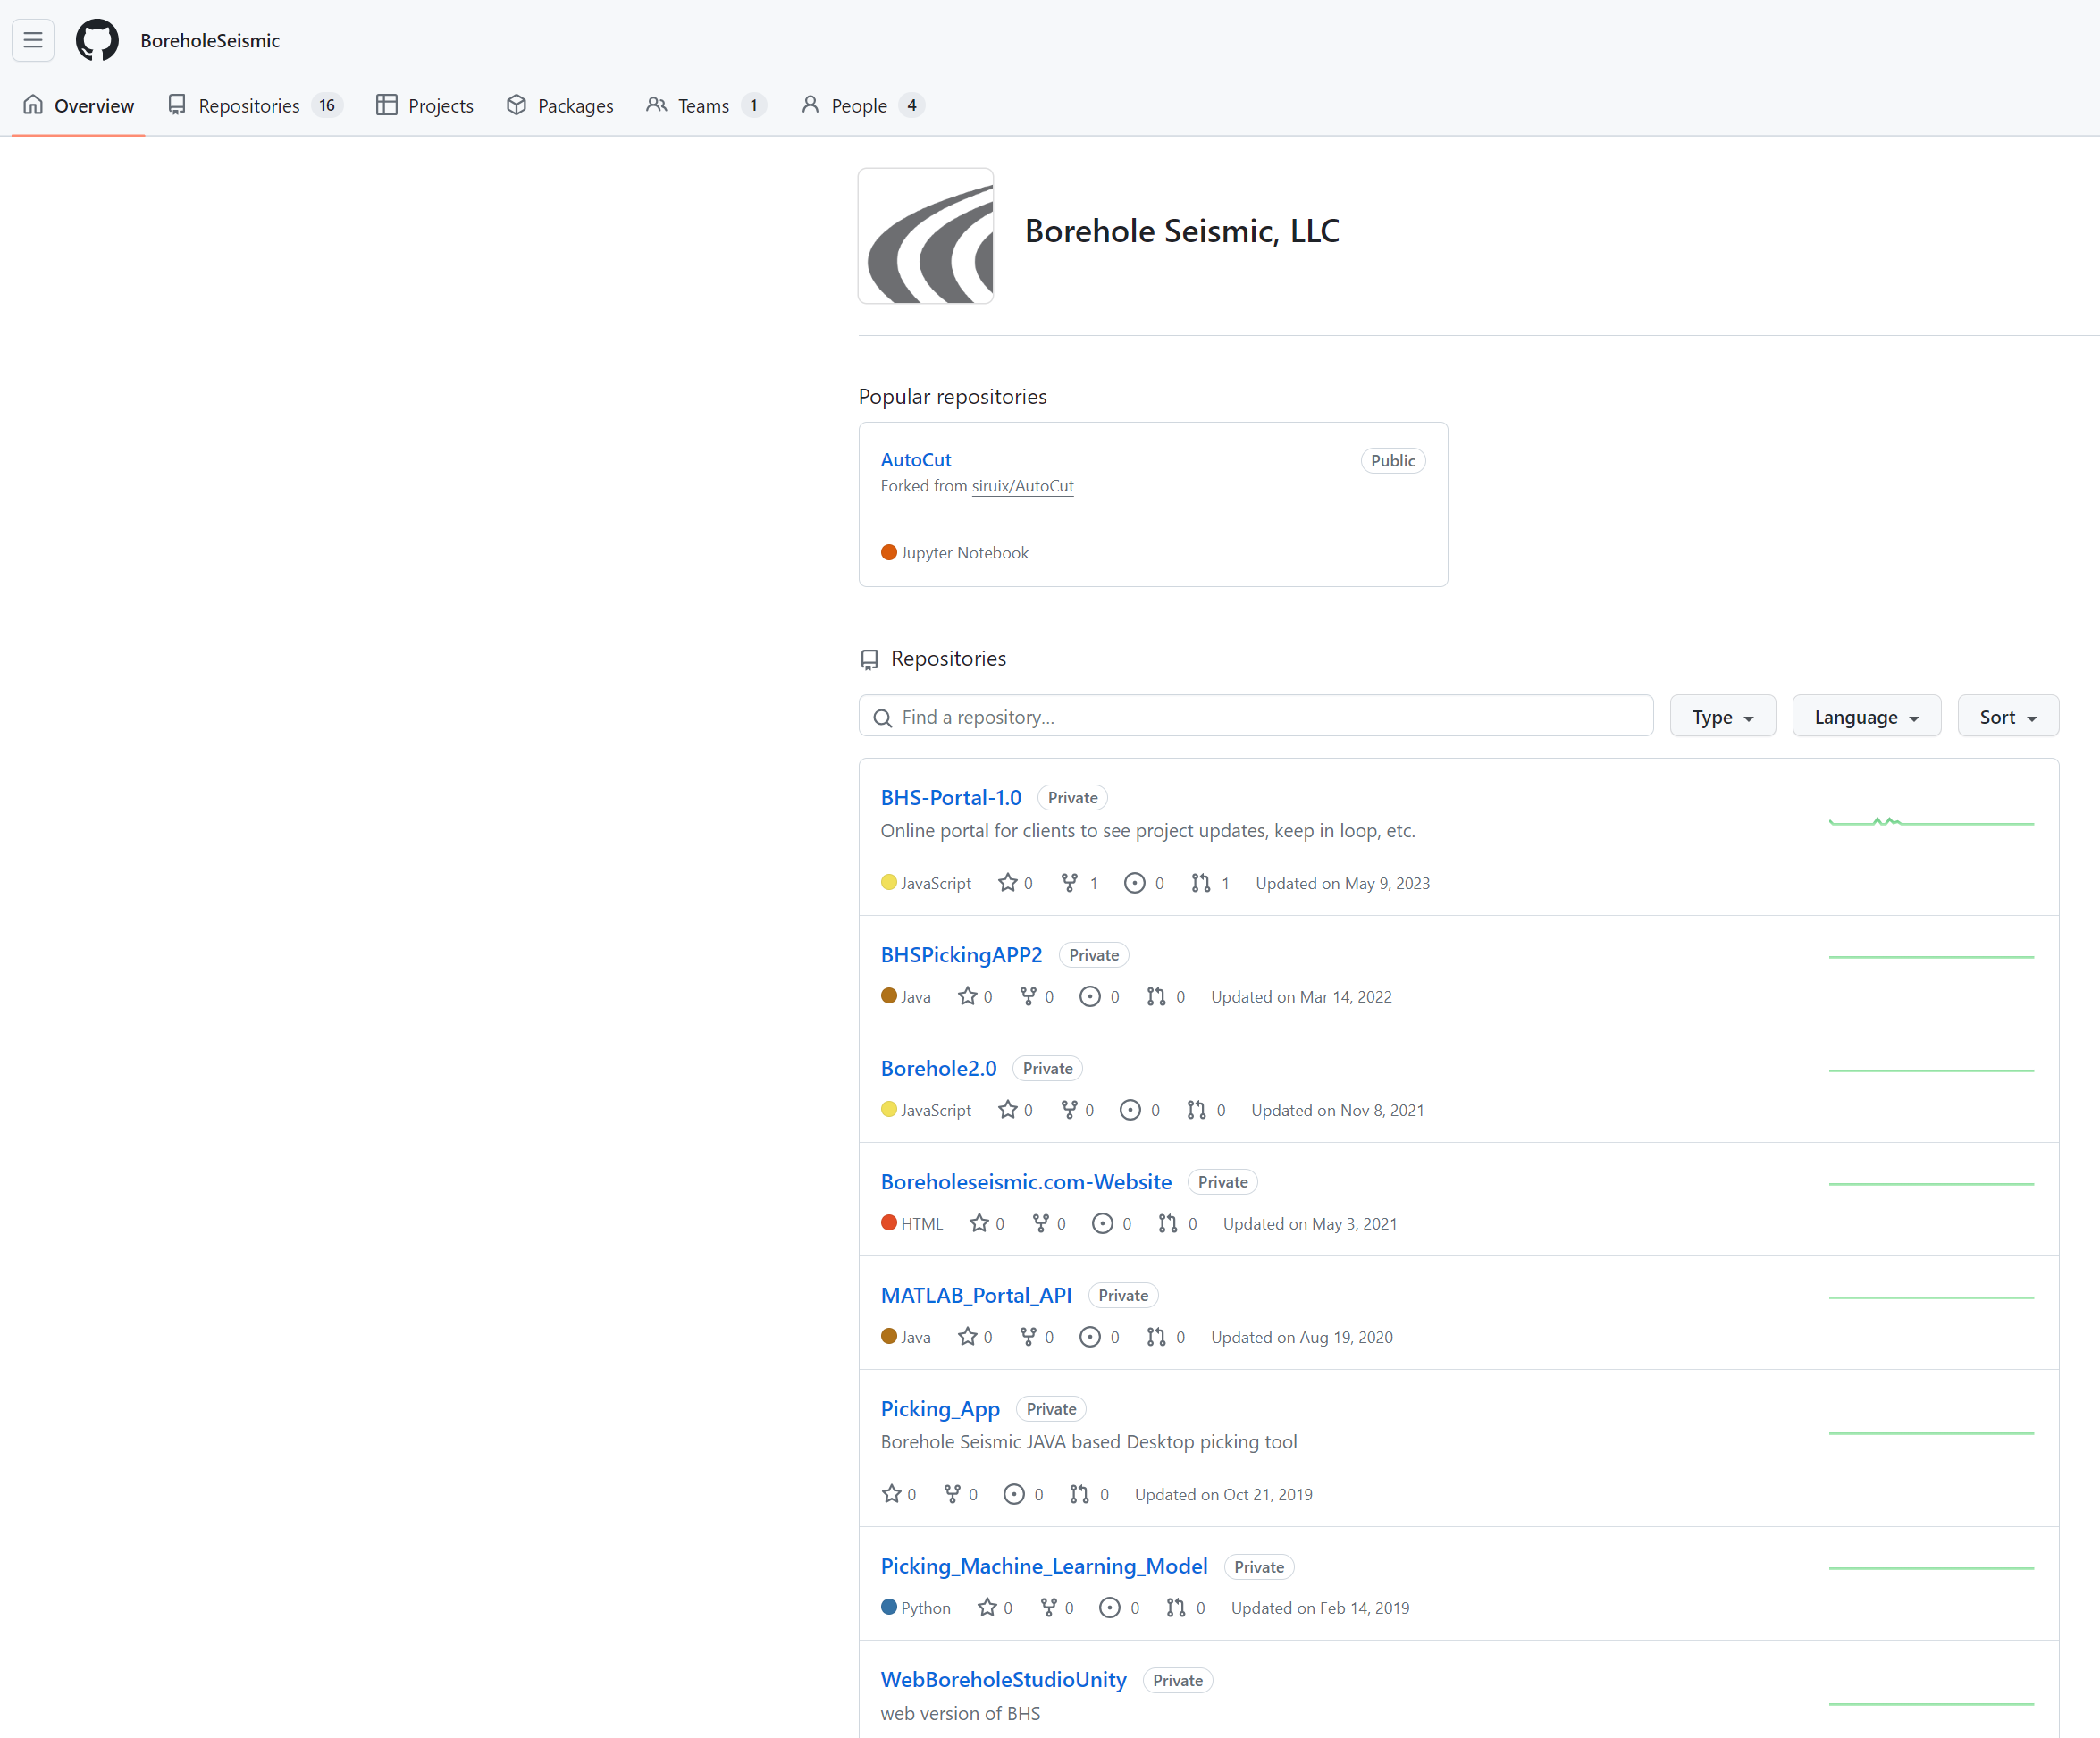 BoreholeSeismic
Overview Repositories 16 Projects Packages Teams 1 People 4
Borehole Seismic, LLC
Popular repositories
AutoCut Public
Forked from siruix/AutoCut
Jupyter Notebook
Repositories
Find a repository... Type Language Sort
BHS-Portal-1.0 Private
Online portal for clients to see project updates, keep in loop, etc.
JavaScript 0 1 0 1 Updated on May 9, 2023
BHSPickingAPP2 Private
Java 0 0 0 0 Updated on Mar 14, 2022
Borehole2.0 Private
JavaScript 0 0 0 0 Updated on Nov 8, 2021
Boreholeseismic.com-Website Private
HTML 0 0 0 0 Updated on May 3, 2021
MATLAB_Portal_API Private
Java 0 0 0 0 Updated on Aug 19, 2020
Picking_App Private
Borehole Seismic JAVA based Desktop picking tool
0 0 0 0 Updated on Oct 21, 2019
Picking_Machine_Learning_Model Private
Python 0 0 0 0 Updated on Feb 14, 2019
WebBoreholeStudioUnity Private
web version of BHS